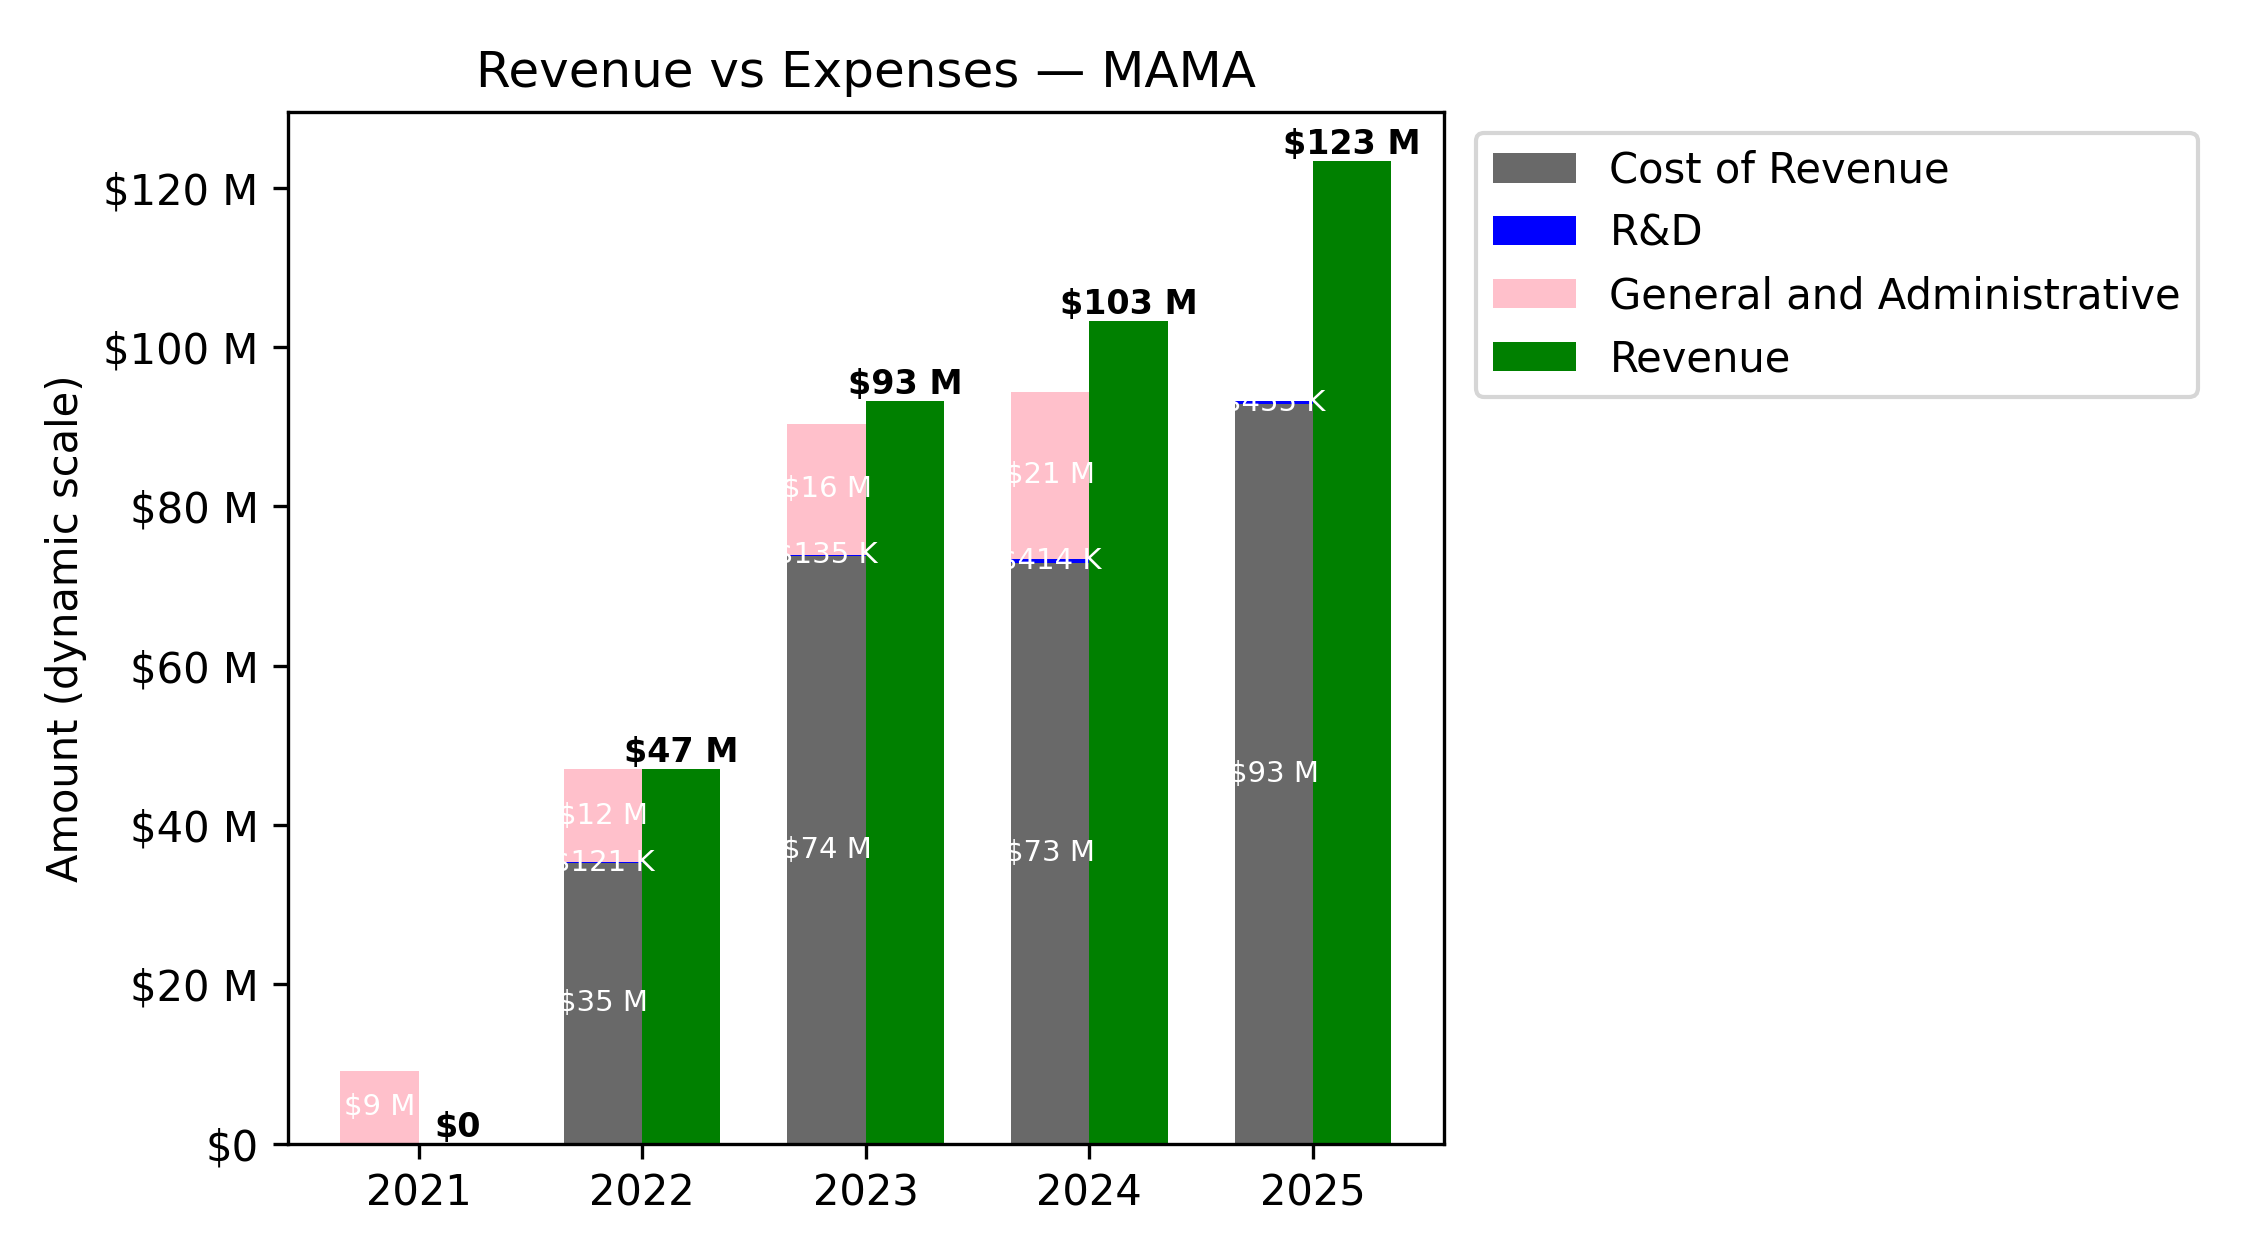 Revenue vs Expenses — MAMA
Amount (dynamic scale)
$120 M
$100 M
$80 M
$60 M
$40 M
$20 M
$0
$9 M
$0
$47 M
$12 M
$121 K
$35 M
$93 M
$16 M
$135 K
$74 M
$103 M
$21 M
$414 K
$73 M
$123 M
$93 M
2021
2022
2023
2024
2025
Cost of Revenue
R&D
General and Administrative
Revenue